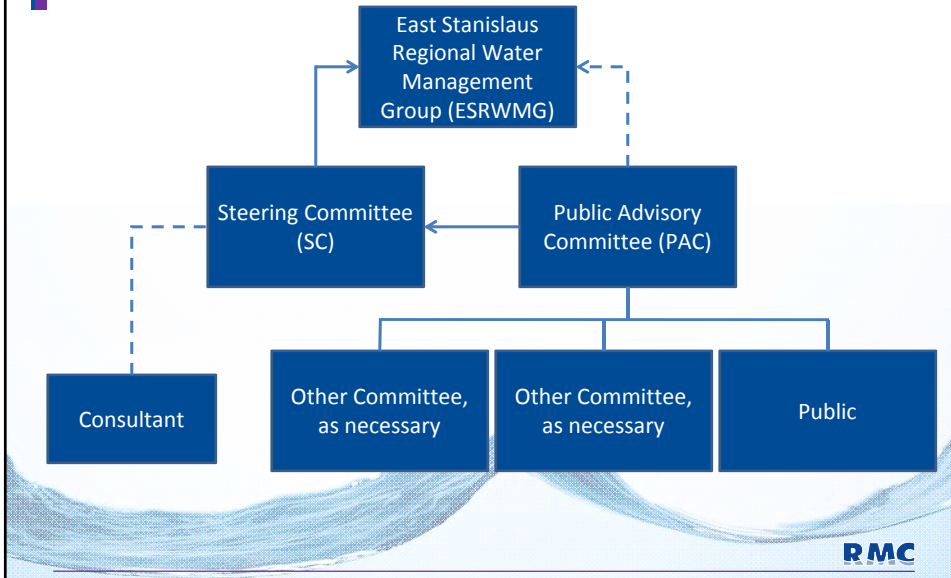 East Stanislaus
Regional Water
Management
Group (ESRWMG)
Steering Committee
(SC)
Public Advisory
Committee (PAC)
Consultant
Other Committee,
as necessary
Other Committee,
as necessary
Public
RMC